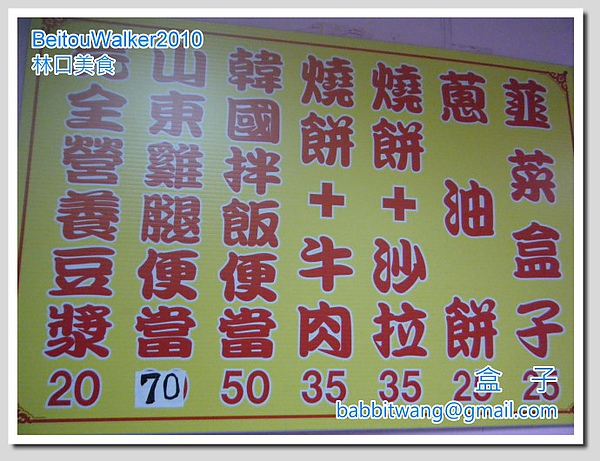 BeitouWalker2010
林口美食
韭菜盒子 25
蔥油餅 25
燒餅+沙拉 35
燒餅+牛肉 35
韓國拌飯便當 50
山東雞腿便當 70
全營養豆漿 20
盒子
babbitwang@gmail.com